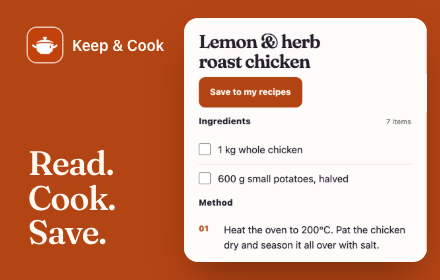 Keep & Cook
Read.
Cook.
Save.
Lemon & herb
roast chicken
Save to my recipes
Ingredients
7 items
1 kg whole chicken
600 g small potatoes, halved
Method
01
Heat the oven to 200°C. Pat the chicken
dry and season it all over with salt.